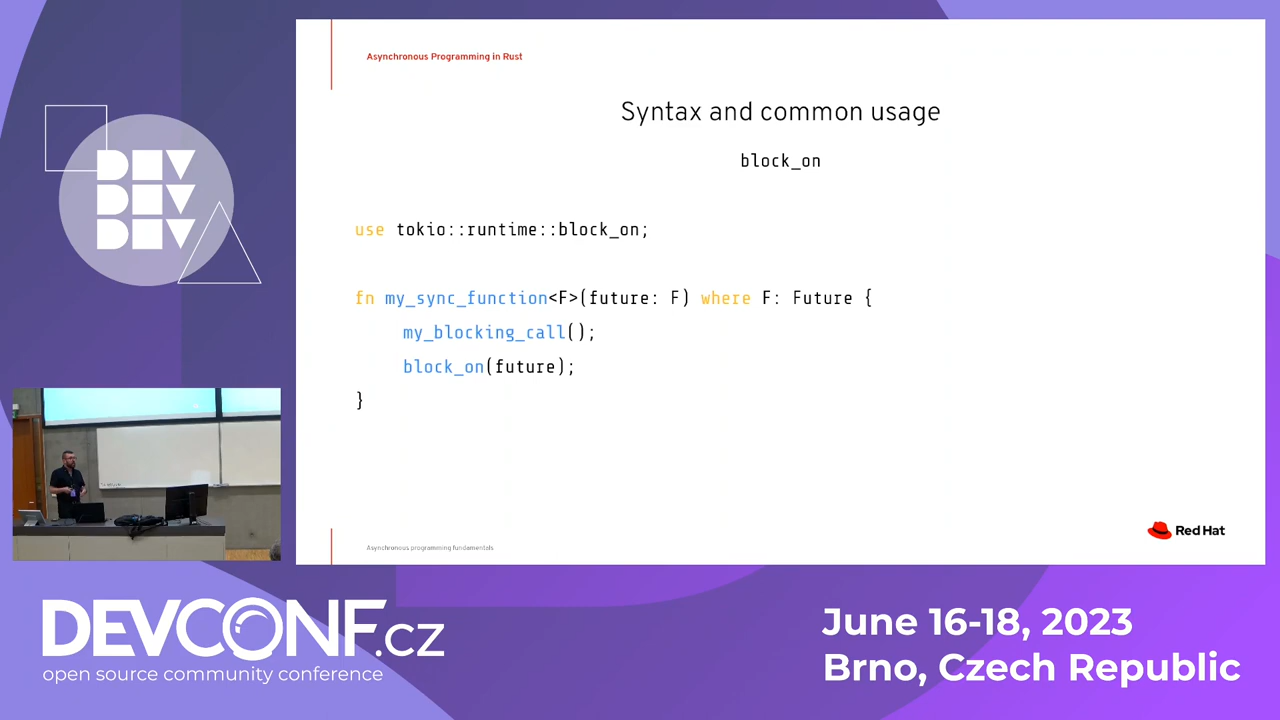 Asynchronous Programming in Rust
Syntax and common usage
block_on
use tokio::runtime::block_on;
fn my_sync_function<F>(future: F) where F: Future {
my_blocking_call();
block_on(future);
}
Red Hat
Asynchronous programming fundamentals
DEV
DEV
DEV
DEVCONF.cz
open source community conference
June 16-18, 2023
Brno, Czech Republic